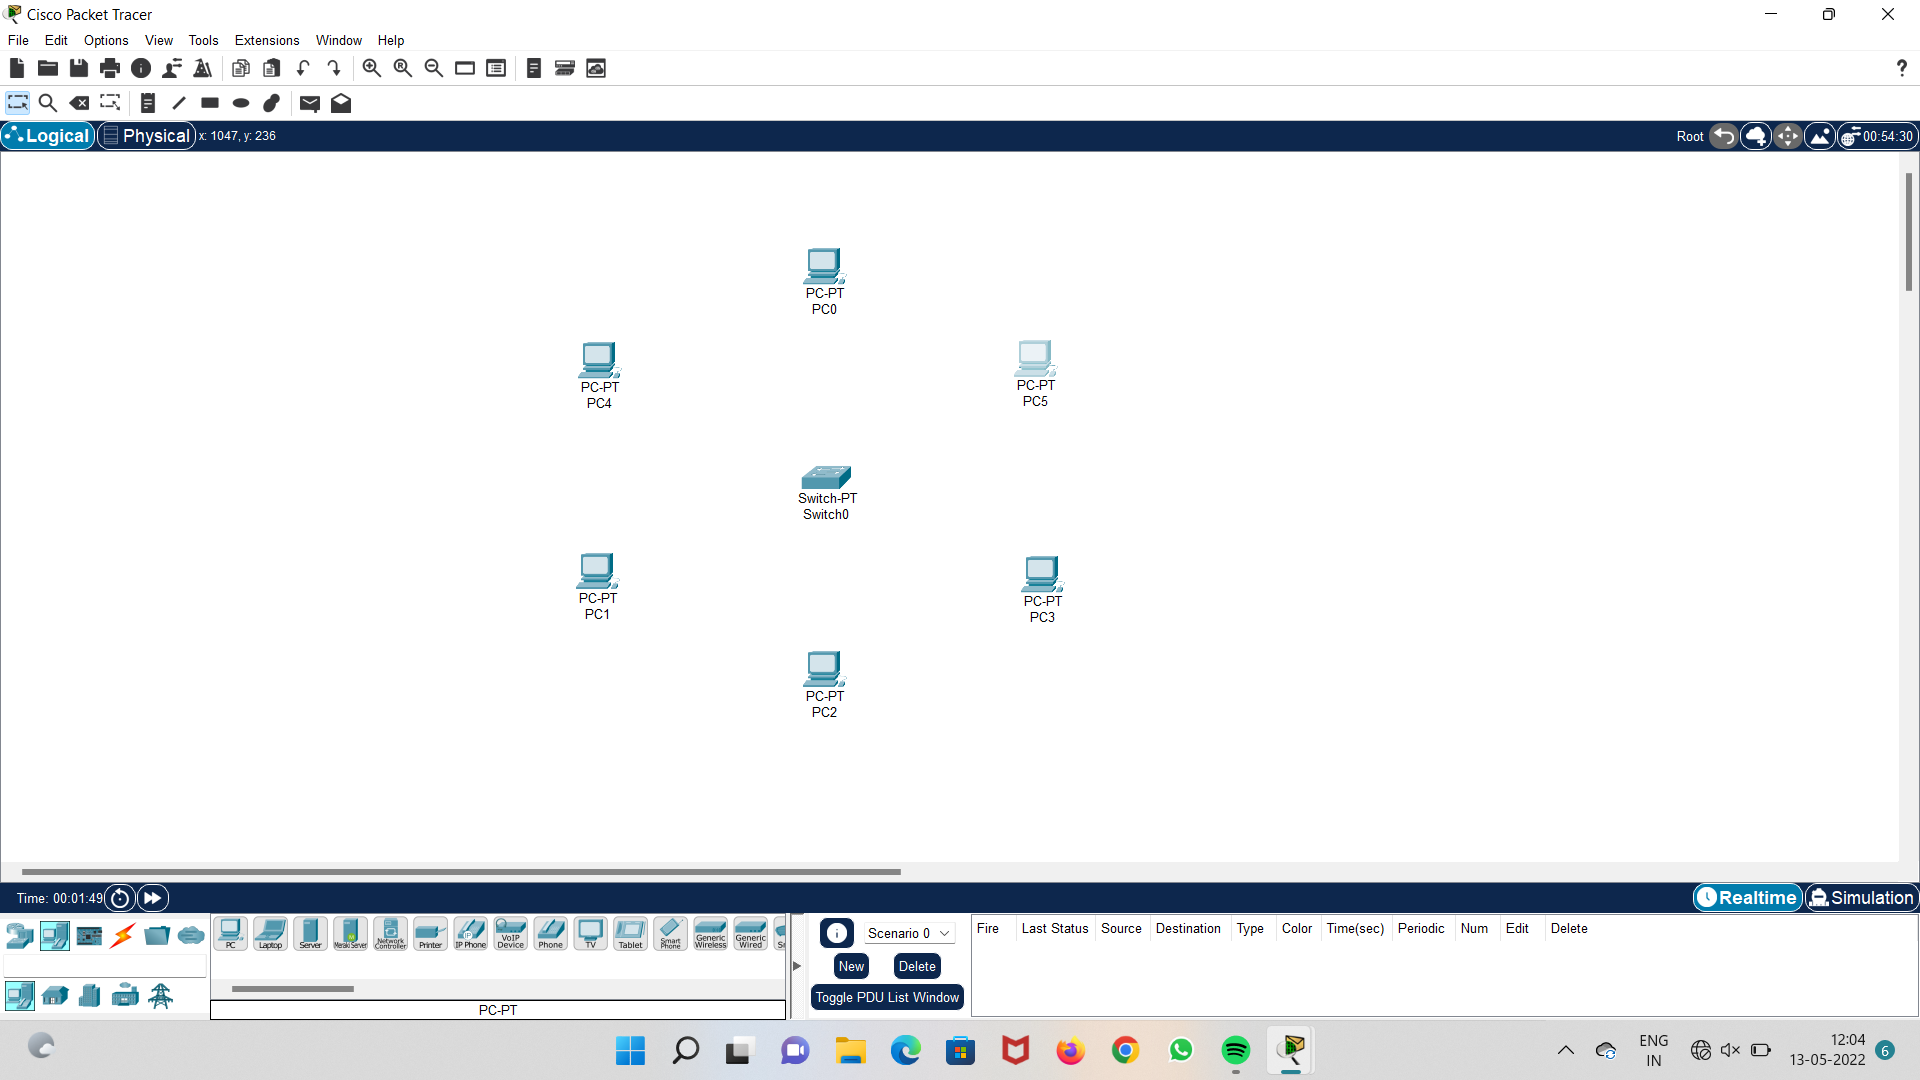 Cisco Packet Tracer
File Edit Options View Tools Extensions Window Help
Logical Physical x: 1047, y: 236 Root 00:54:30
PC-PT
PC0
PC-PT
PC4
PC-PT
PC5
Switch-PT
Switch0
PC-PT
PC1
PC-PT
PC3
PC-PT
PC2
Time: 00:01:49 Realtime Simulation
PC Laptop Server Meraki Server Network Controller Printer IP Phone VoIP Device Phone TV Tablet Smart Phone Generic Wireless Generic Wired
PC-PT
Scenario 0
New Delete
Toggle PDU List Window
Fire Last Status Source Destination Type Color Time(sec) Periodic Num Edit Delete
ENG
IN
12:04
13-05-2022
6